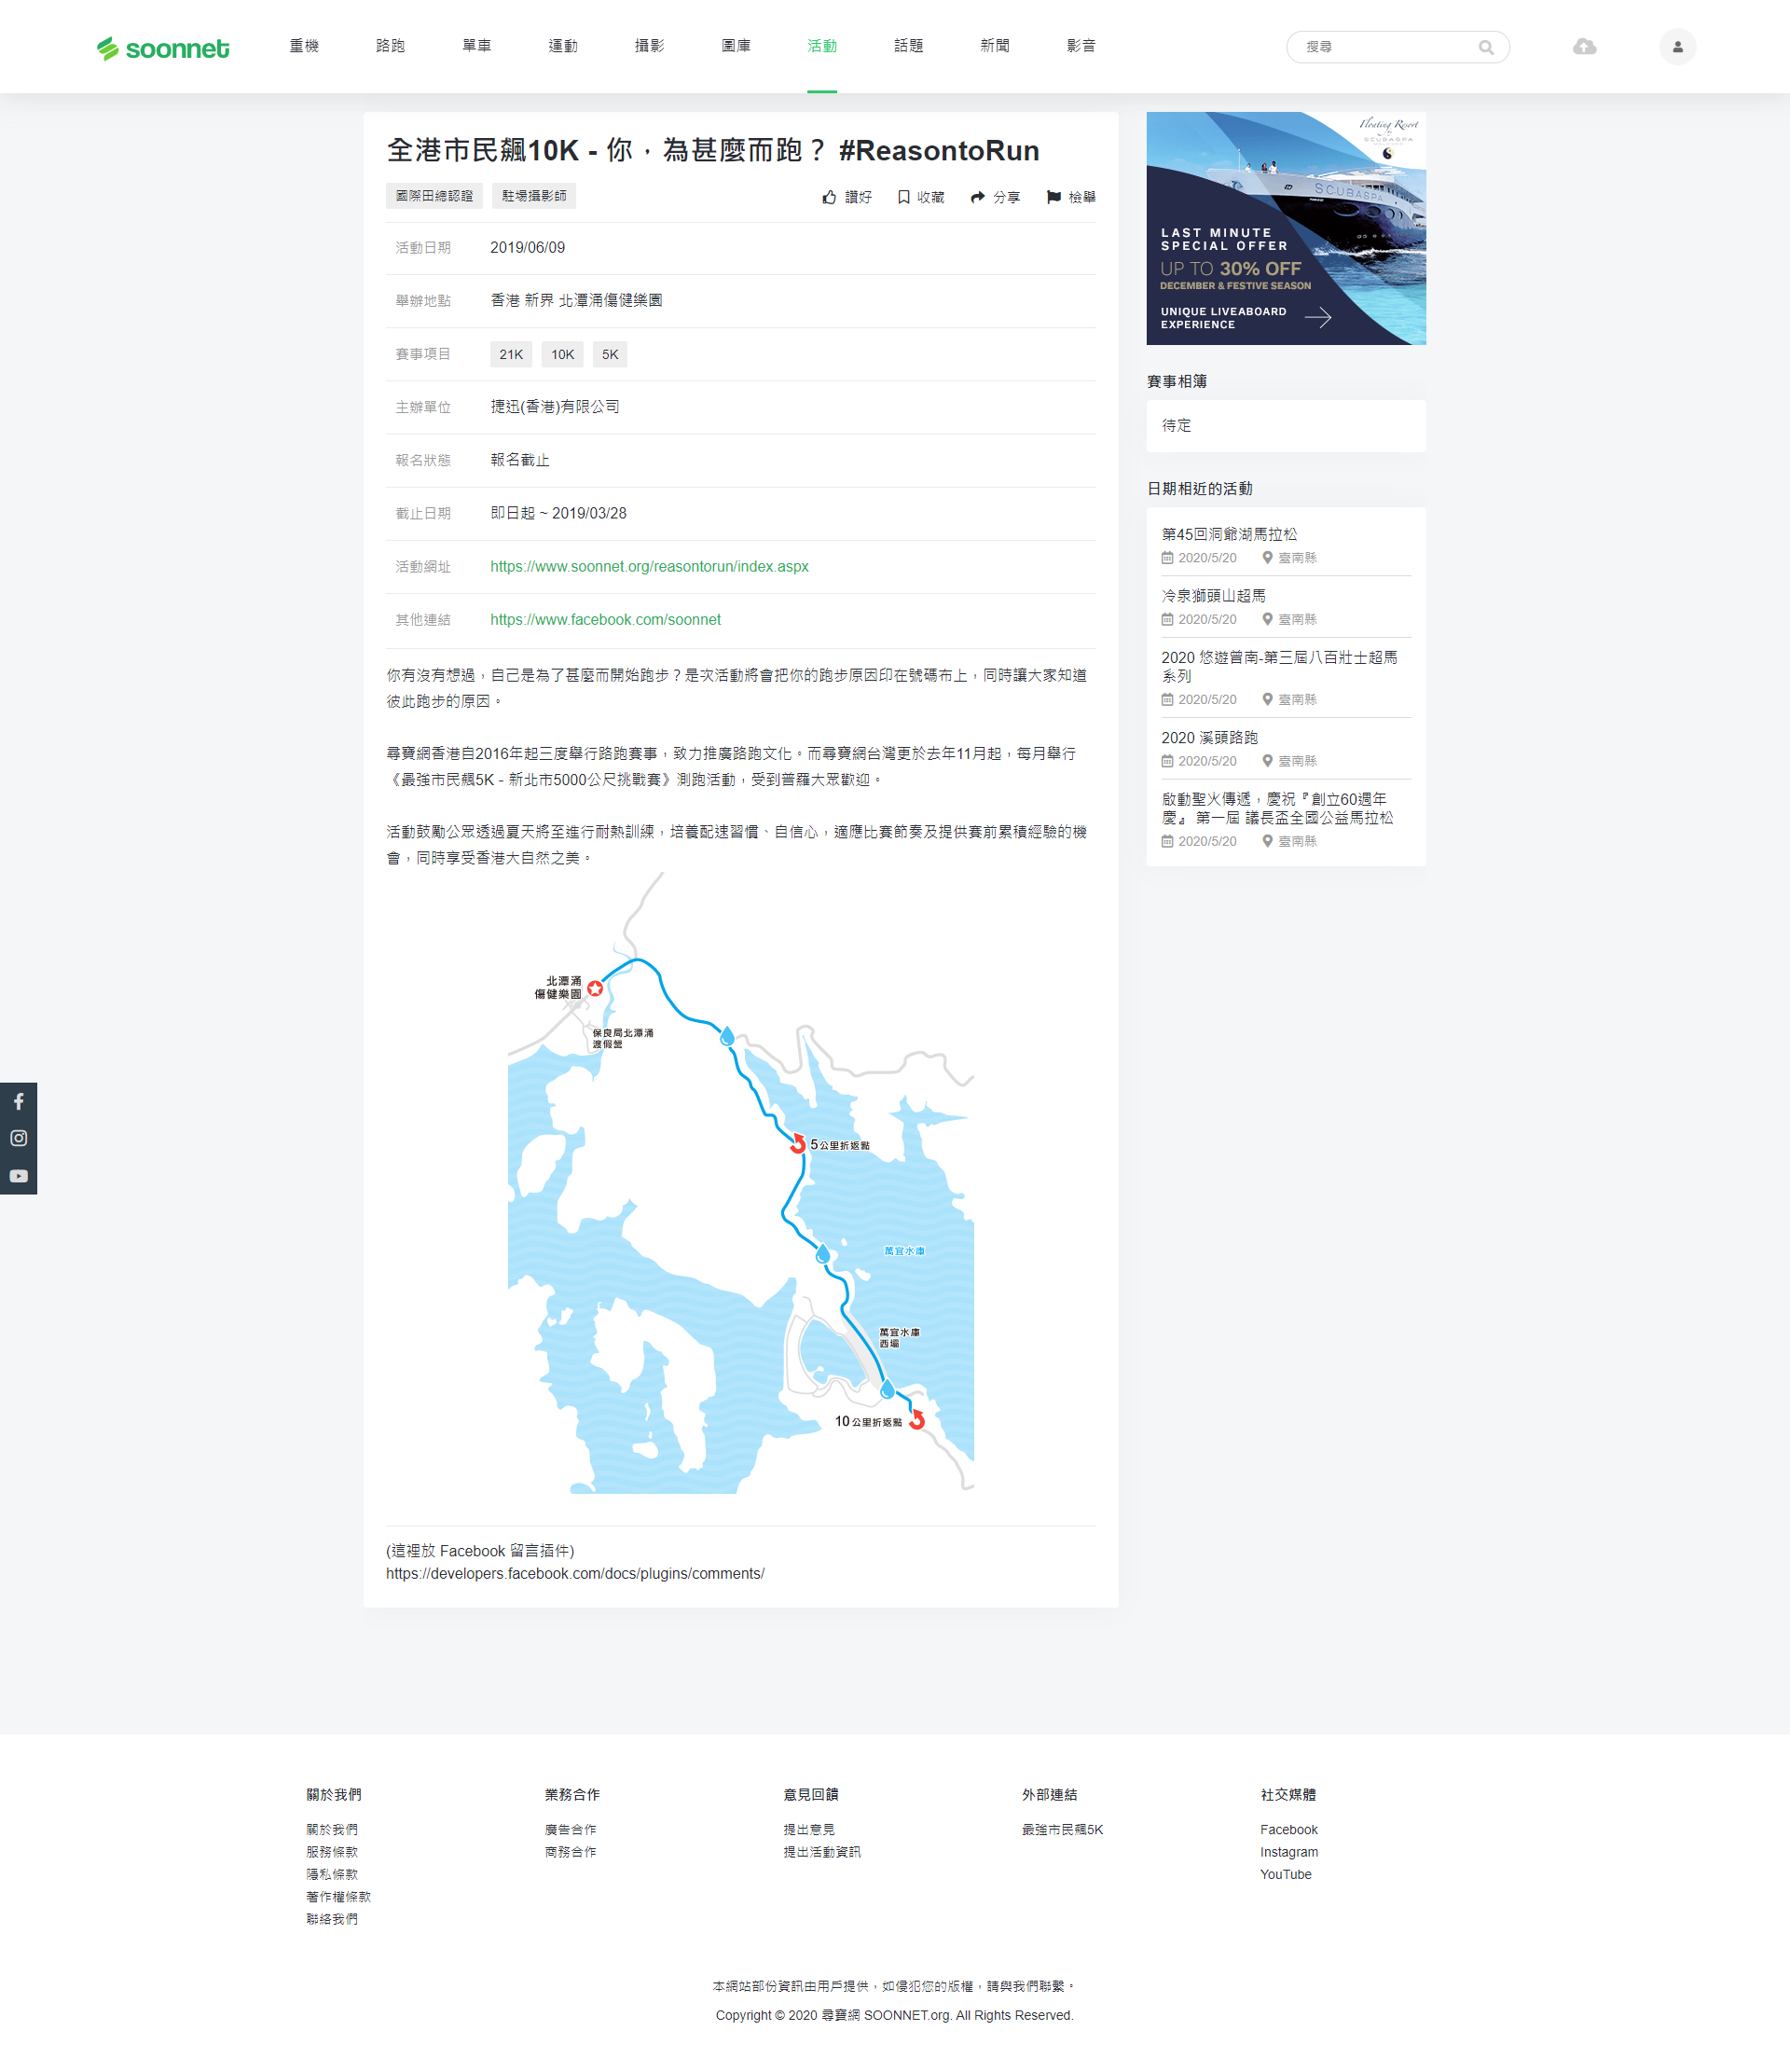 soonnet
重機 路跑 單車 運動 攝影 圖庫 活動 話題 新聞 影音
搜尋
全港市民飆10K - 你，為甚麼而跑？ #ReasontoRun
國際田總認證 駐場攝影師
讚好 收藏 分享 檢舉
活動日期 2019/06/09
舉辦地點 香港 新界 北潭涌傷健樂園
賽事項目 21K 10K 5K
主辦單位 捷迅(香港)有限公司
報名狀態 報名截止
截止日期 即日起 ~ 2019/03/28
活動網址 https://www.soonnet.org/reasontorun/index.aspx
其他連結 https://www.facebook.com/soonnet
你有沒有想過，自己是為了甚麼而開始跑步？是次活動將會把你的跑步原因印在號碼布上，同時讓大家知道
彼此跑步的原因。
尋寶網香港自2016年起三度舉行路跑賽事，致力推廣路跑文化。而尋寶網台灣更於去年11月起，每月舉行
《最強市民飆5K - 新北市5000公尺挑戰賽》測跑活動，受到普羅大眾歡迎。
活動鼓勵公眾透過夏天將至進行耐熱訓練，培養配速習慣、自信心，適應比賽節奏及提供賽前累積經驗的機
會，同時享受香港大自然之美。
北潭涌
傷健樂園
保良局北潭涌
渡假營
5公里折返點
萬宜水庫
萬宜水庫
西壩
10公里折返點
(這裡放 Facebook 留言插件)
https://developers.facebook.com/docs/plugins/comments/
Floating Resort
by
SCUBASPA
SCUBASPA
LAST MINUTE
SPECIAL OFFER
UP TO 30% OFF
DECEMBER & FESTIVE SEASON
UNIQUE LIVEABOARD
EXPERIENCE
賽事相簿
待定
日期相近的活動
第45回洞爺湖馬拉松
2020/5/20 臺南縣
冷泉獅頭山超馬
2020/5/20 臺南縣
2020 悠遊曾南-第三屆八百壯士超馬
系列
2020/5/20 臺南縣
2020 溪頭路跑
2020/5/20 臺南縣
啟動聖火傳遞，慶祝『創立60週年
慶』 第一屆 議長盃全國公益馬拉松
2020/5/20 臺南縣
關於我們
關於我們
服務條款
隱私條款
著作權條款
聯絡我們
業務合作
廣告合作
商務合作
意見回饋
提出意見
提出活動資訊
外部連結
最強市民飆5K
社交媒體
Facebook
Instagram
YouTube
本網站部份資訊由用戶提供，如侵犯您的版權，請與我們聯繫。
Copyright © 2020 尋寶網 SOONNET.org. All Rights Reserved.